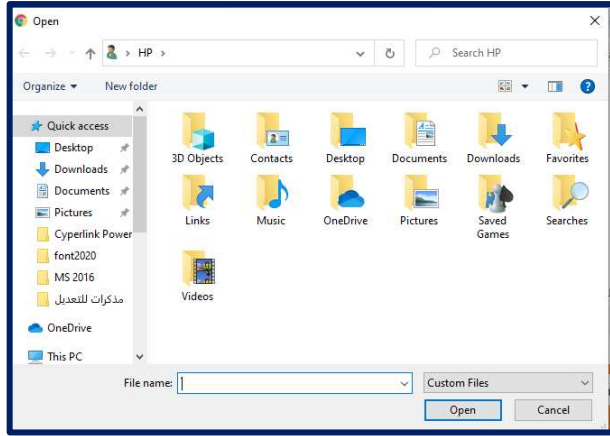 Open
HP
Search HP
Organize
New folder
Quick access
Desktop
Downloads
Documents
Pictures
Cyperlink Power
font2020
MS 2016
مذكرات للتعديل
OneDrive
This PC
3D Objects
Contacts
Desktop
Documents
Downloads
Favorites
Links
Music
OneDrive
Pictures
Saved
Games
Searches
Videos
File name:
Custom Files
Open
Cancel